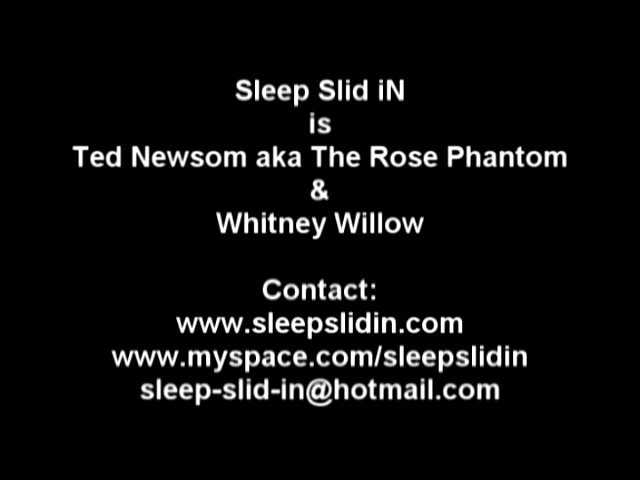 Sleep Slid iN
is
Ted Newsom aka The Rose Phantom
&
Whitney Willow
Contact:
www.sleepslidin.com
www.myspace.com/sleepslidin
sleep-slid-in@hotmail.com